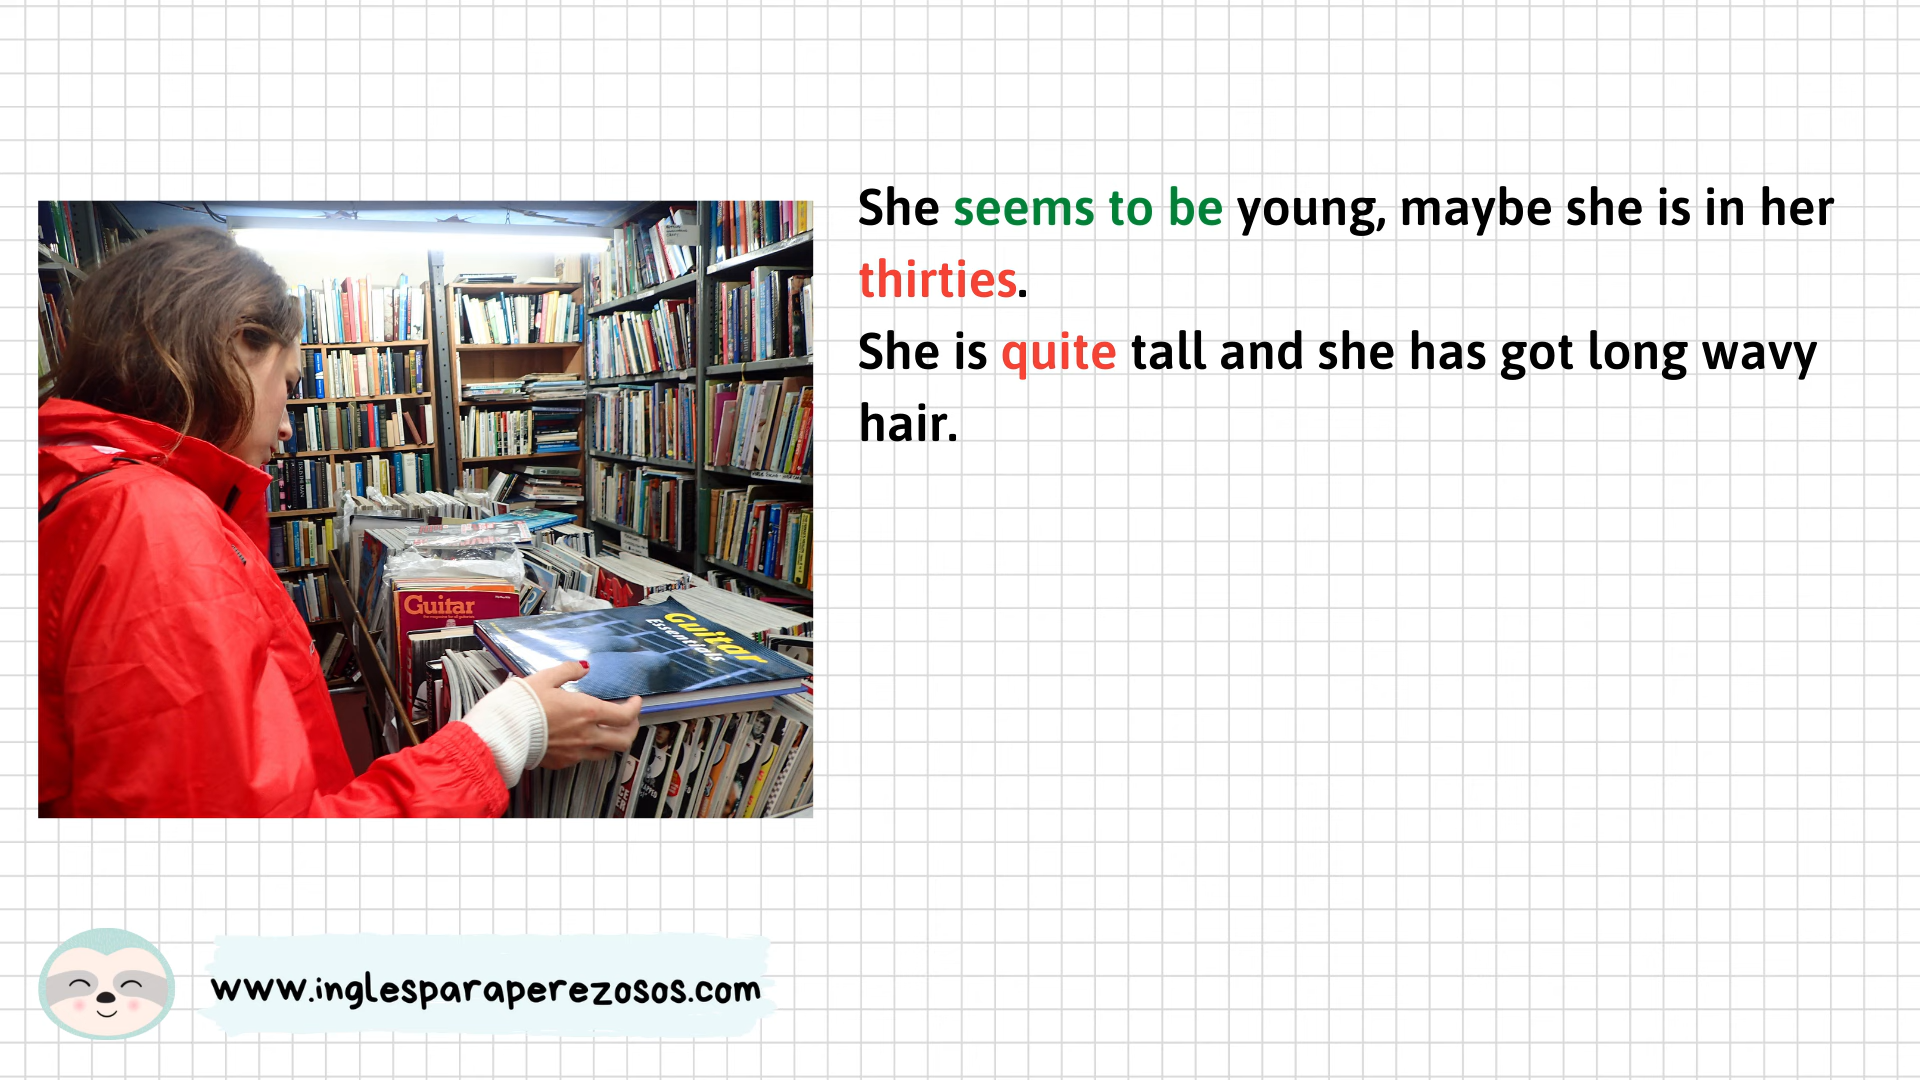 She seems to be young, maybe she is in her
thirties.
She is quite tall and she has got long wavy
hair.
Guitar
Guitar
Essentials
www.inglesparaperezosos.com